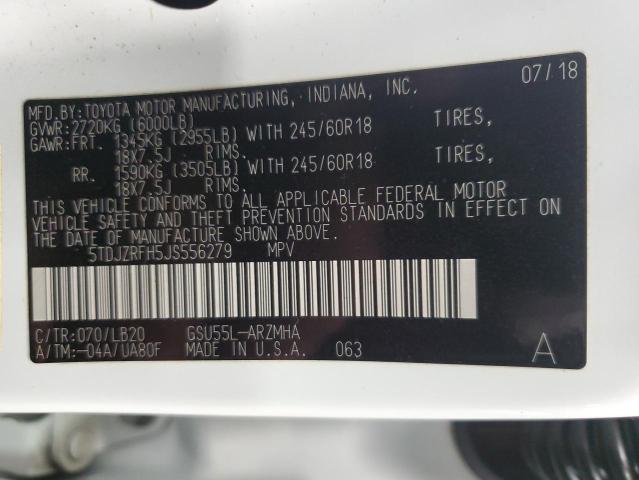 07/18
MFD.BY:TOYOTA MOTOR MANUFACTURING, INDIANA, INC.
GVWR:2720KG (6000LB)
GAWR:FRT. 1345KG (2955LB) WITH 245/60R18 TIRES,
18X7.5J RIMS.
RR. 1590KG (3505LB) WITH 245/60R18 TIRES,
18X7.5J RIMS.
THIS VEHICLE CONFORMS TO ALL APPLICABLE FEDERAL MOTOR
VEHICLE SAFETY AND THEFT PREVENTION STANDARDS IN EFFECT ON
THE DATE OF MANUFACTURE SHOWN ABOVE.
5TDJZRFH5JS556279 MPV
C/TR:070/LB20 GSU55L-ARZMHA
A/TM:-04A/UA80F MADE IN U.S.A. 063 A